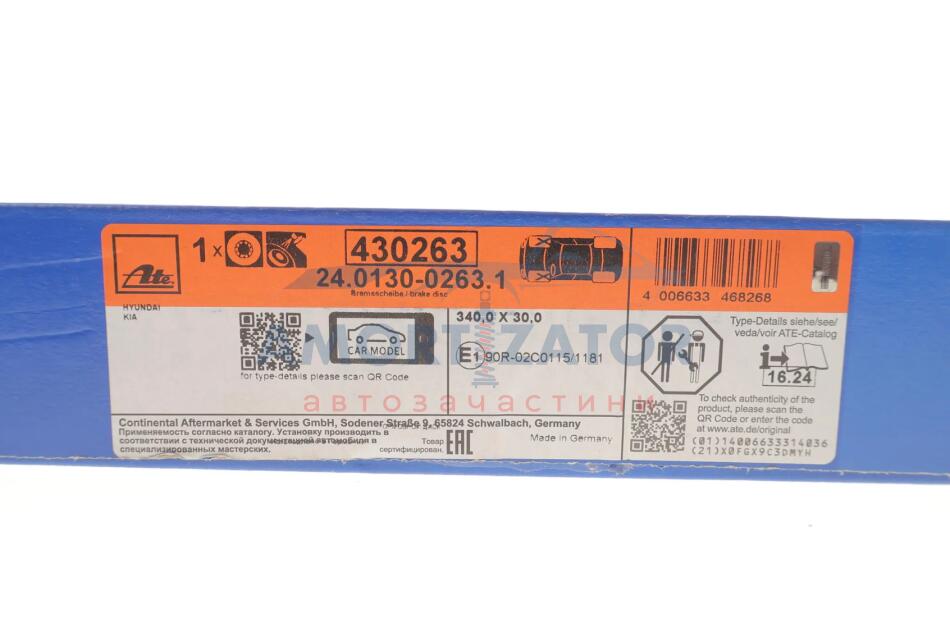 Ate
1 x
430263
24.0130-0263.1
Bremsscheibe / brake disc
4 006633 468268
HYUNDAI
KIA
CAR MODEL
for type-details please scan QR Code
340,0 X 30,0
E1 90R-02C0115/1181
Type-Details siehe/see/
veda/voir ATE-Catalog
16.24
To check authenticity of the
product, please scan the
QR Code or enter the code
at www.ate.de/original
(01)14006633314036
(21)X0FGX9C3DMYH
MORTIZATOR
автозапчастини
Continental Aftermarket & Services GmbH, Sodener Straße 9, 65824 Schwalbach, Germany
Применяемость согласно каталогу. Установку производить в
соответствии с технической документацией автомобиля в
специализированных мастерских.
Товар
сертифицирован.
EAC
Made in Germany